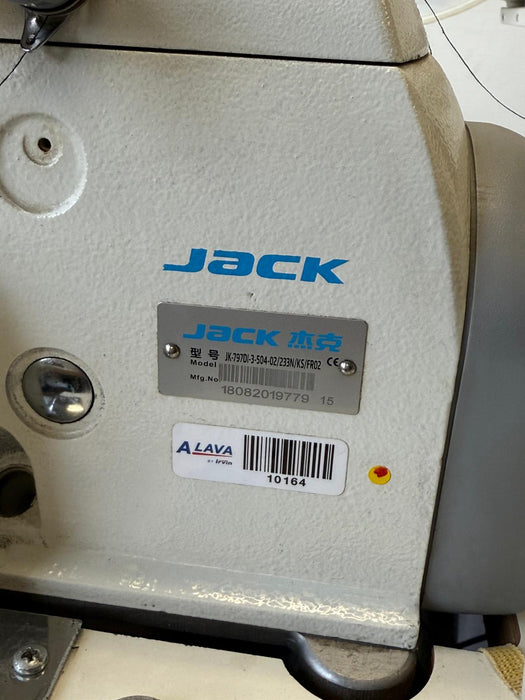 JACK
JACK 杰克
型 号 JK-797DI-3-504-02/233N/KS/FR02 CE
Model
Mfg.No
18082019779 15
ALAVA
BY Irvin
10164